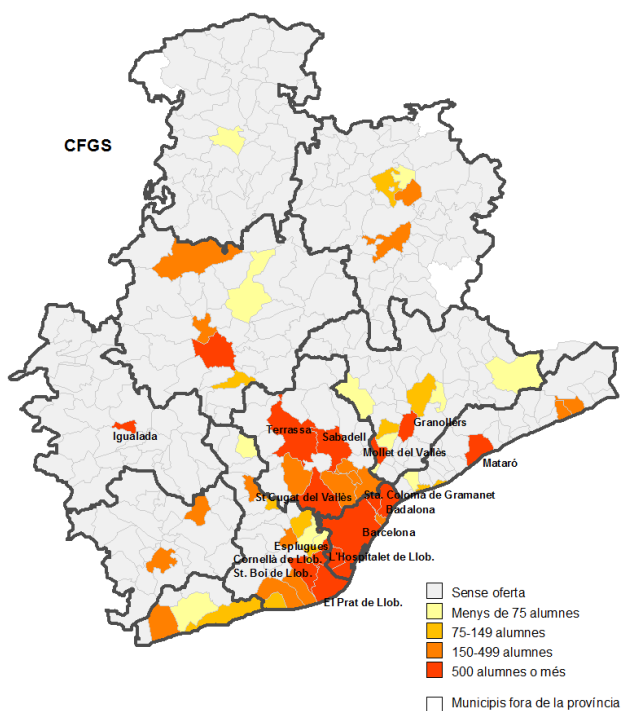 CFGS
Igualada
Terrassa
Sabadell
Granollers
Mollet del Vallès
Mataró
St Cugat del Vallès
Sta. Coloma de Gramanet
Badalona
Barcelona
Esplugues
Cornellà de Llob.
L'Hospitalet de Llob.
St. Boi de Llob.
El Prat de Llob.
Sense oferta
Menys de 75 alumnes
75-149 alumnes
150-499 alumnes
500 alumnes o més
Municipis fora de la província